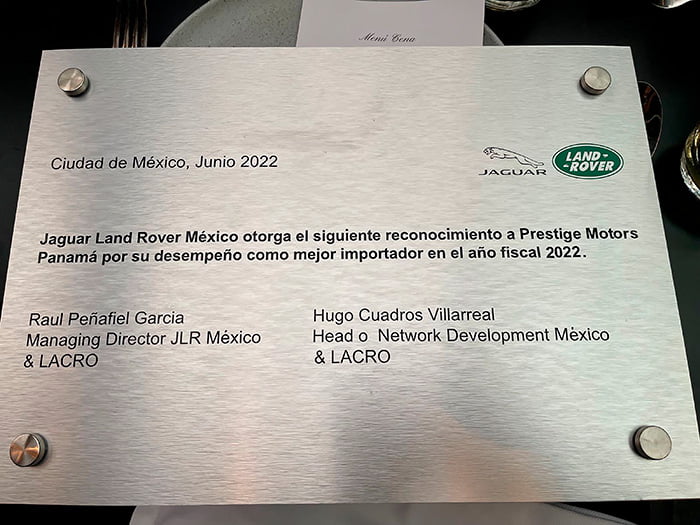 Menú Cena
Ciudad de México, Junio 2022
JAGUAR
LAND-
-ROVER
Jaguar Land Rover México otorga el siguiente reconocimiento a Prestige Motors
Panamá por su desempeño como mejor importador en el año fiscal 2022.
Raul Peñafiel Garcia
Managing Director JLR México
& LACRO
Hugo Cuadros Villarreal
Head o Network Development Mèxico
& LACRO